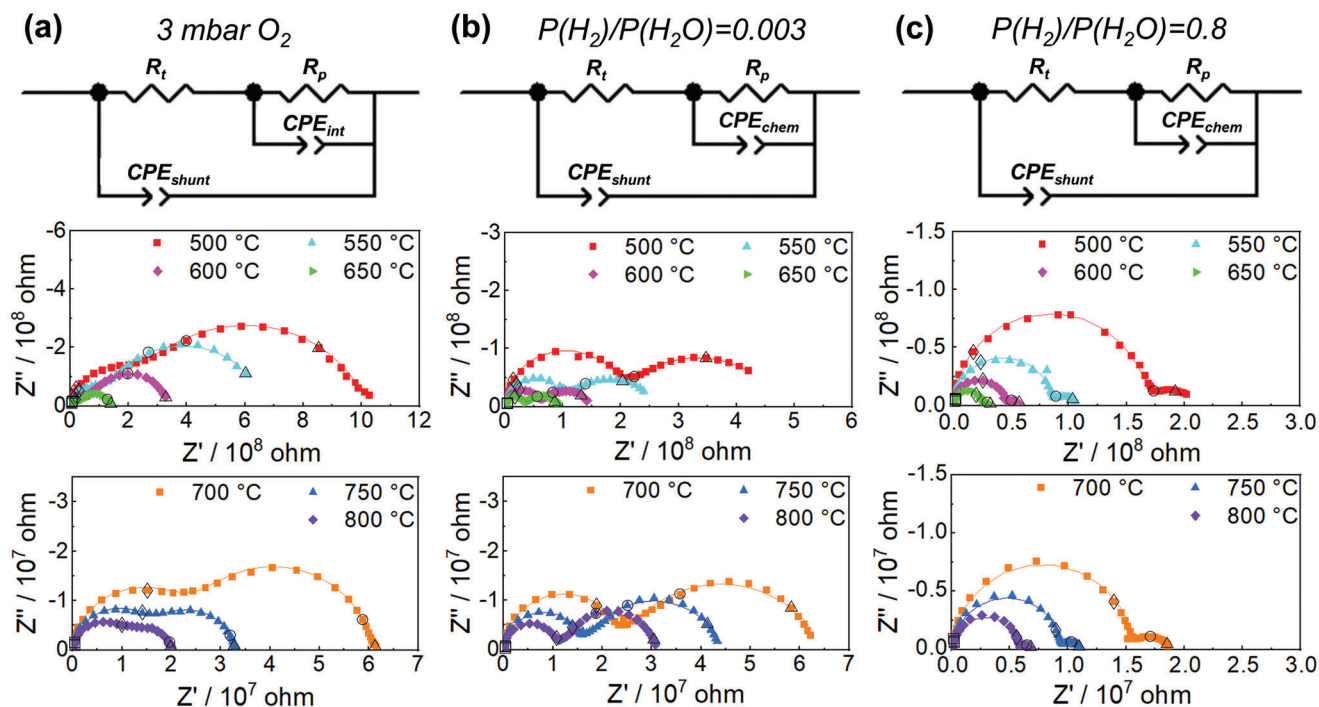 (a) 3 mbar O2
Rt Rp
CPEint
CPEshunt
-6
-4
-2
0
Z'' / 10^8 ohm
500 °C 550 °C
600 °C 650 °C
0 2 4 6 8 10 12
Z' / 10^8 ohm
-3
-2
-1
0
Z'' / 10^7 ohm
700 °C 750 °C
800 °C
0 1 2 3 4 5 6 7
Z' / 10^7 ohm
(b) P(H2)/P(H2O)=0.003
Rt Rp
CPEchem
CPEshunt
-3
-2
-1
0
Z'' / 10^8 ohm
500 °C 550 °C
600 °C 650 °C
0 1 2 3 4 5 6
Z' / 10^8 ohm
-3
-2
-1
0
Z'' / 10^7 ohm
700 °C 750 °C
800 °C
0 1 2 3 4 5 6 7
Z' / 10^7 ohm
(c) P(H2)/P(H2O)=0.8
Rt Rp
CPEchem
CPEshunt
-1.5
-1.0
-0.5
0.0
Z'' / 10^8 ohm
500 °C 550 °C
600 °C 650 °C
0.0 0.5 1.0 1.5 2.0 2.5 3.0
Z' / 10^8 ohm
-1.5
-1.0
-0.5
0.0
Z'' / 10^7 ohm
700 °C 750 °C
800 °C
0.0 0.5 1.0 1.5 2.0 2.5 3.0
Z' / 10^7 ohm